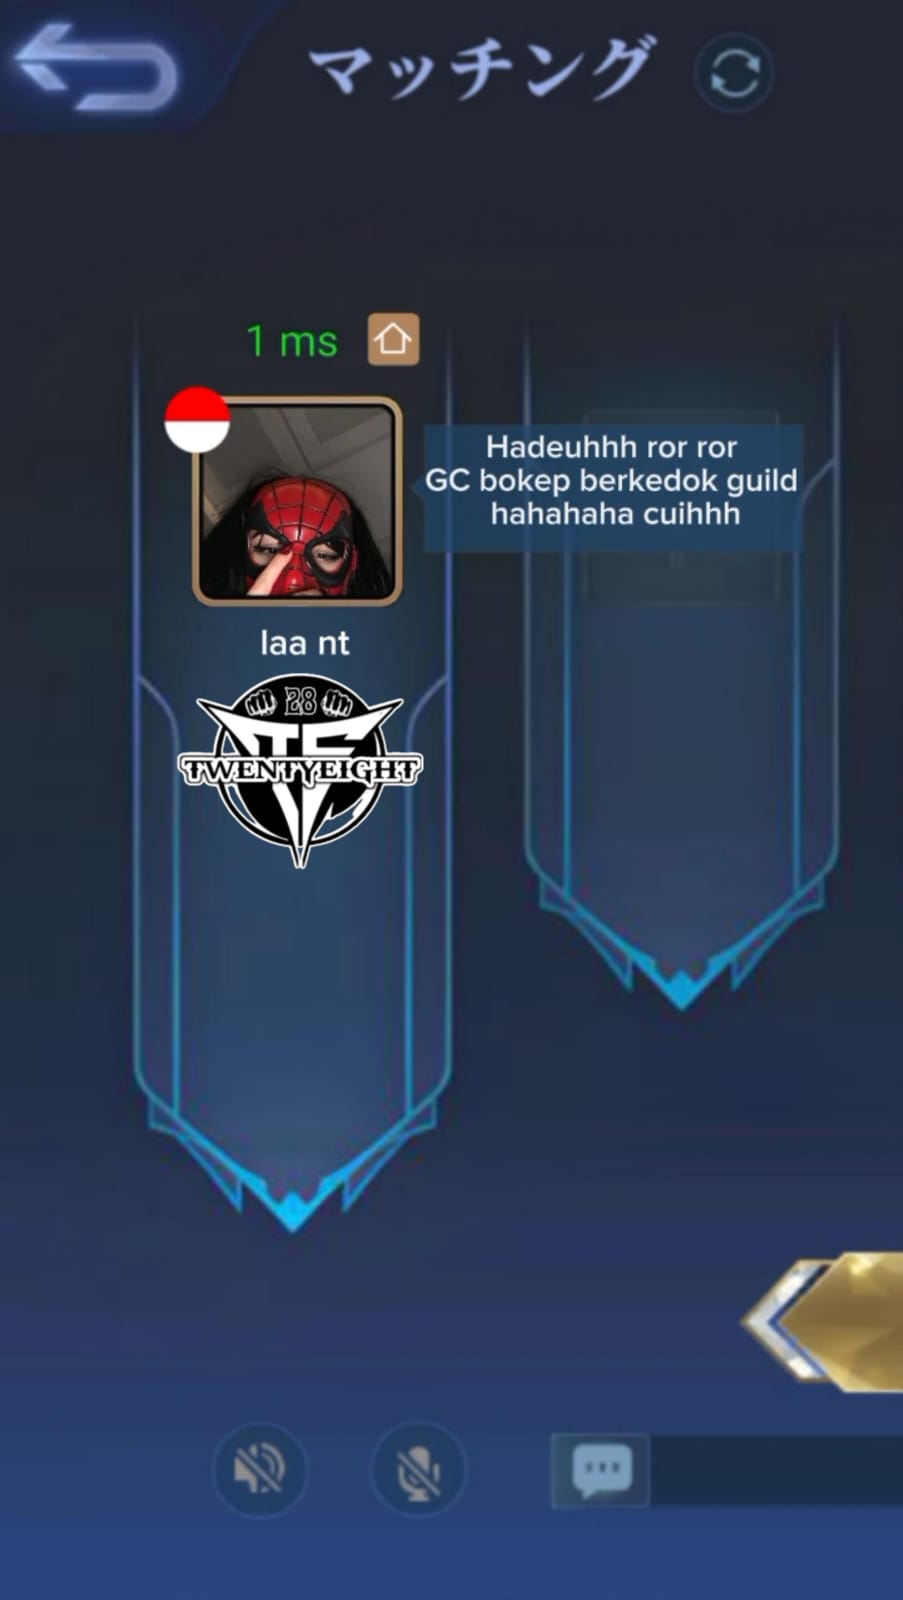 マッチング
1 ms
Hadeuhhh ror ror
GC bokep berkedok guild
hahahaha cuihhh
laa nt
28
TWENTYEIGHT